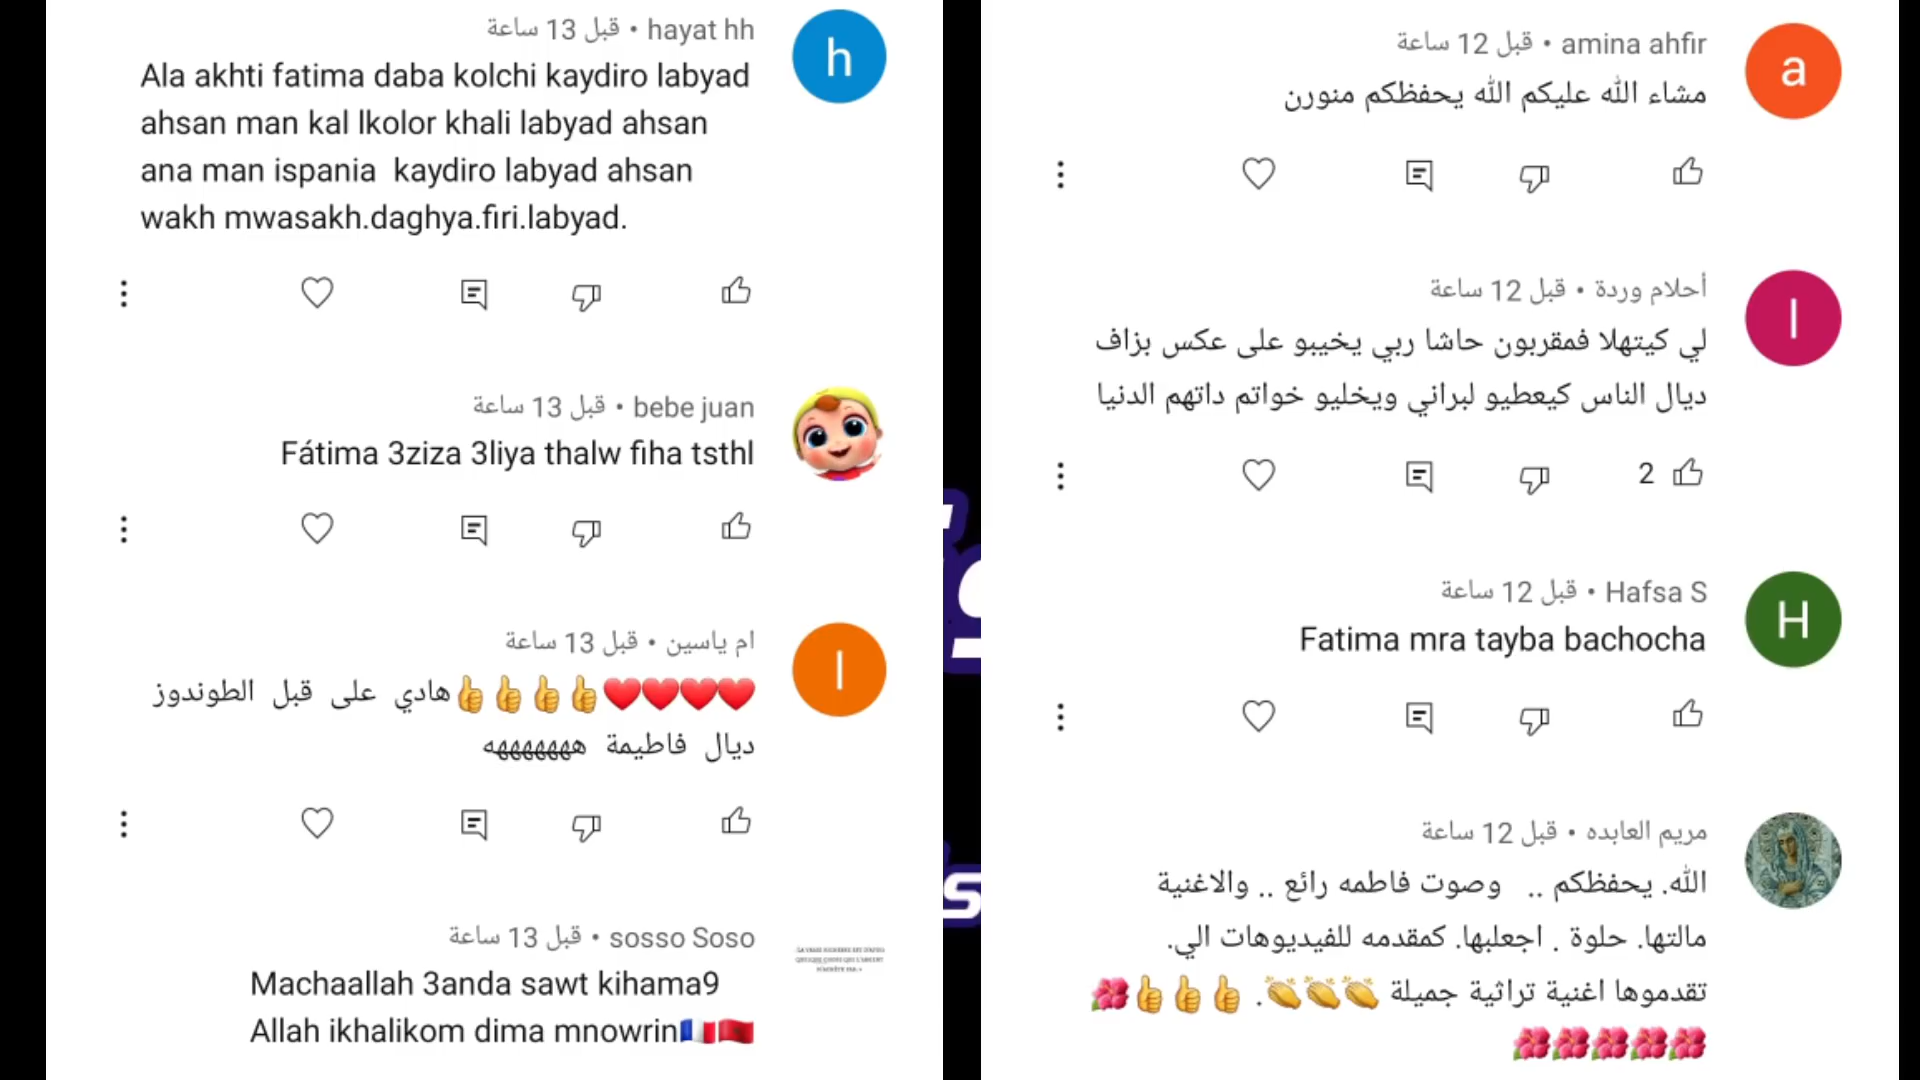 hayat hh • قبل 13 ساعة
Ala akhti fatima daba kolchi kaydiro labyad
ahsan man kal lkolor khali labyad ahsan
ana man ispania kaydiro labyad ahsan
wakh mwasakh.daghya.firi.labyad.
h
bebe juan • قبل 13 ساعة
Fátima 3ziza 3liya thalw fiha tsthl
ام ياسين • قبل 13 ساعة
❤️❤️❤️❤️👍👍👍👍هادي على قبل الطوندوز
ديال فاطيمة ههههههههه
ا
sosso Soso • قبل 13 ساعة
Machaallah 3anda sawt kihama9
Allah ikhalikom dima mnowrin🇫🇷🇲🇦
amina ahfir • قبل 12 ساعة
مشاء الله عليكم الله يحفظكم منورن
a
أحلام وردة • قبل 12 ساعة
لي كيتهلا فمقربون حاشا ربي يخيبو على عكس بزاف
ديال الناس كيعطيو لبراني ويخليو خواتم داتهم الدنيا
2
ا
Hafsa S • قبل 12 ساعة
Fatima mra tayba bachocha
H
مريم العابده • قبل 12 ساعة
الله. يحفظكم .. وصوت فاطمه رائع .. والاغنية
مالتها. حلوة . اجعلبها. كمقدمه للفيديوهات الي.
تقدموها اغنية تراثية جميلة 👏👏👏. 👍👍👍🌺
🌺🌺🌺🌺🌺